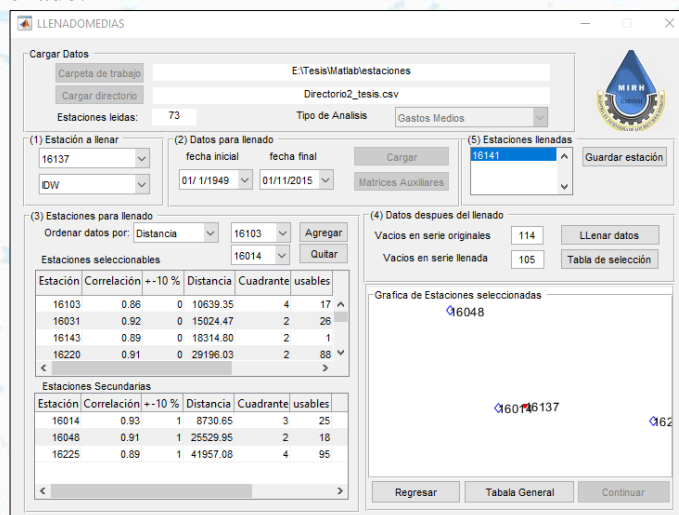 LLENADOMEDIAS
Cargar Datos
Carpeta de trabajo E:\Tesis\Matlab\estaciones
Cargar directorio Directorio2_tesis.csv
Estaciones leidas: 73 Tipo de Analisis Gastos Medios
MIRH
UMSNH
(1) Estación a llenar
16137
IDW
(2) Datos para llenado
fecha inicial fecha final Cargar
01/ 1/1949 01/11/2015 Matrices Auxiliares
(5) Estaciones llenadas
16141 Guardar estación
(3) Estaciones para llenado
Ordenar datos por: Distancia 16103 Agregar
Estaciones seleccionables 16014 Quitar
Estación Correlación +-10 % Distancia Cuadrante usables
16103 0.86 0 10639.35 4 17
16031 0.92 0 15024.47 2 26
16143 0.89 0 18314.80 2 1
16220 0.91 0 29196.03 2 88
Estaciones Secundarias
Estación Correlación +-10 % Distancia Cuadrante usables
16014 0.93 1 8730.65 3 25
16048 0.91 1 25529.95 2 18
16225 0.89 1 41957.08 4 95
(4) Datos despues del llenado
Vacios en serie originales 114 LLenar datos
Vacios en serie llenada 105 Tabla de selección
Grafica de Estaciones seleccionadas
16048
16014 16137
162
Regresar Tabala General Continuar